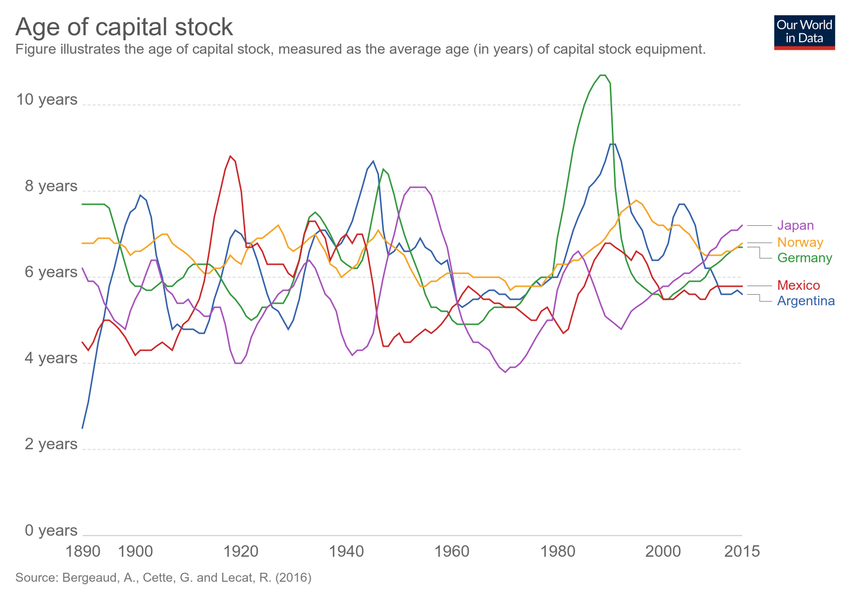 Age of capital stock
Our World
in Data
Figure illustrates the age of capital stock, measured as the average age (in years) of capital stock equipment.
10 years
8 years
6 years
4 years
2 years
0 years
Japan
Norway
Germany
Mexico
Argentina
1890 1900 1920 1940 1960 1980 2000 2015
Source: Bergeaud, A., Cette, G. and Lecat, R. (2016)